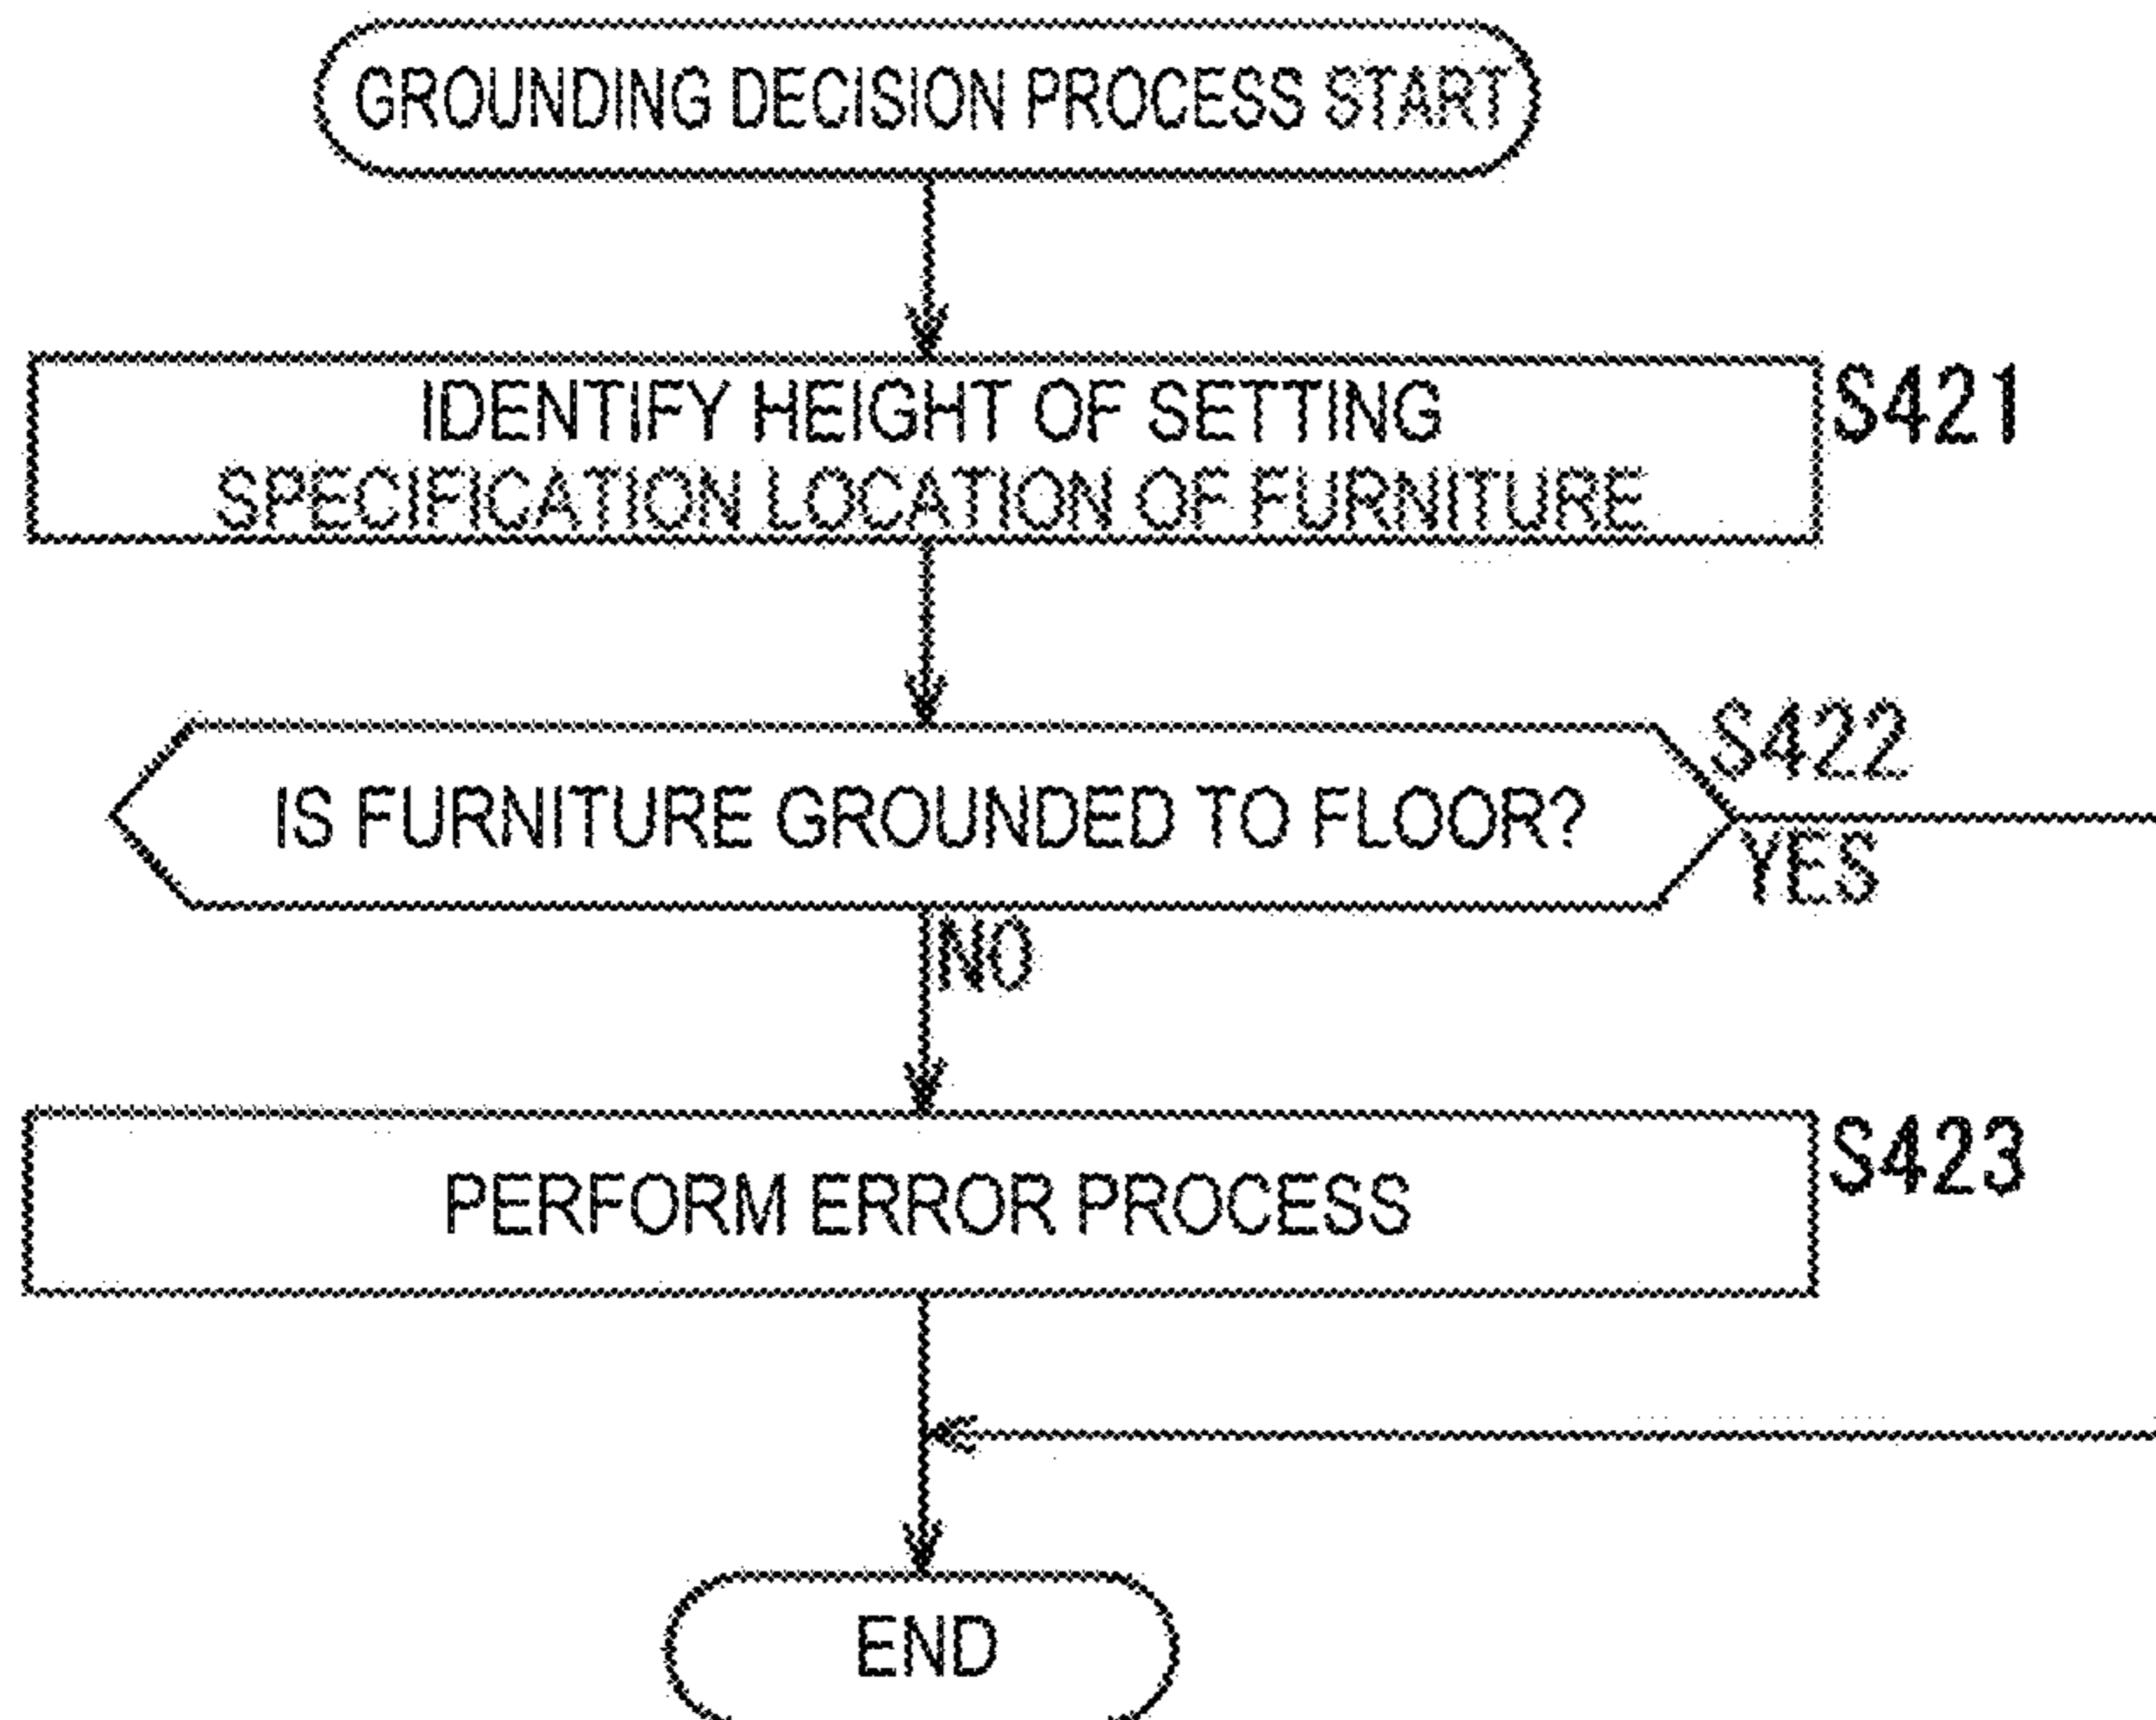 GROUNDING DECISION PROCESS START
IDENTIFY HEIGHT OF SETTING
SPECIFICATION LOCATION OF FURNITURE
S421
IS FURNITURE GROUNDED TO FLOOR?
S422
YES
NO
PERFORM ERROR PROCESS
S423
END